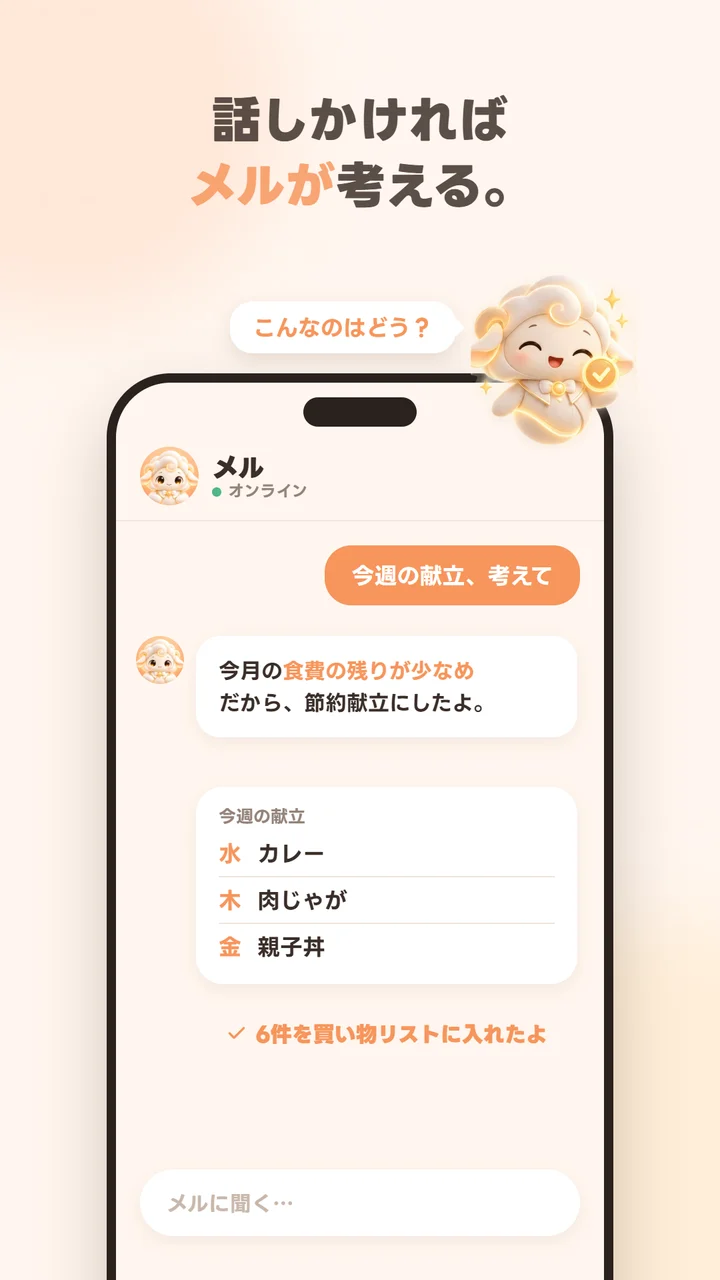 話しかければ
メルが考える。
こんなのはどう？
メル
オンライン
今週の献立、考えて
今月の食費の残りが少なめ
だから、節約献立にしたよ。
今週の献立
水 カレー
木 肉じゃが
金 親子丼
6件を買い物リストに入れたよ
メルに聞く…